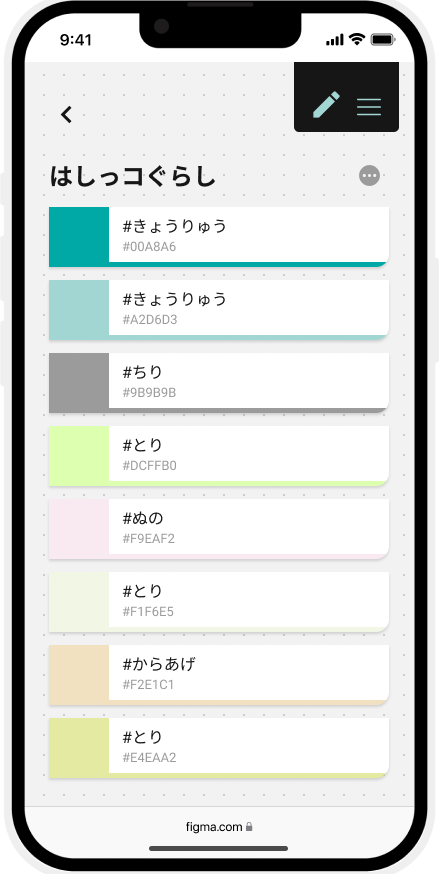 9:41
はしっコぐらし
#きょうりゅう
#00A8A6
#きょうりゅう
#A2D6D3
#ちり
#9B9B9B
#とり
#DCFFB0
#ぬの
#F9EAF2
#とり
#F1F6E5
#からあげ
#F2E1C1
#とり
#E4EAA2
figma.com